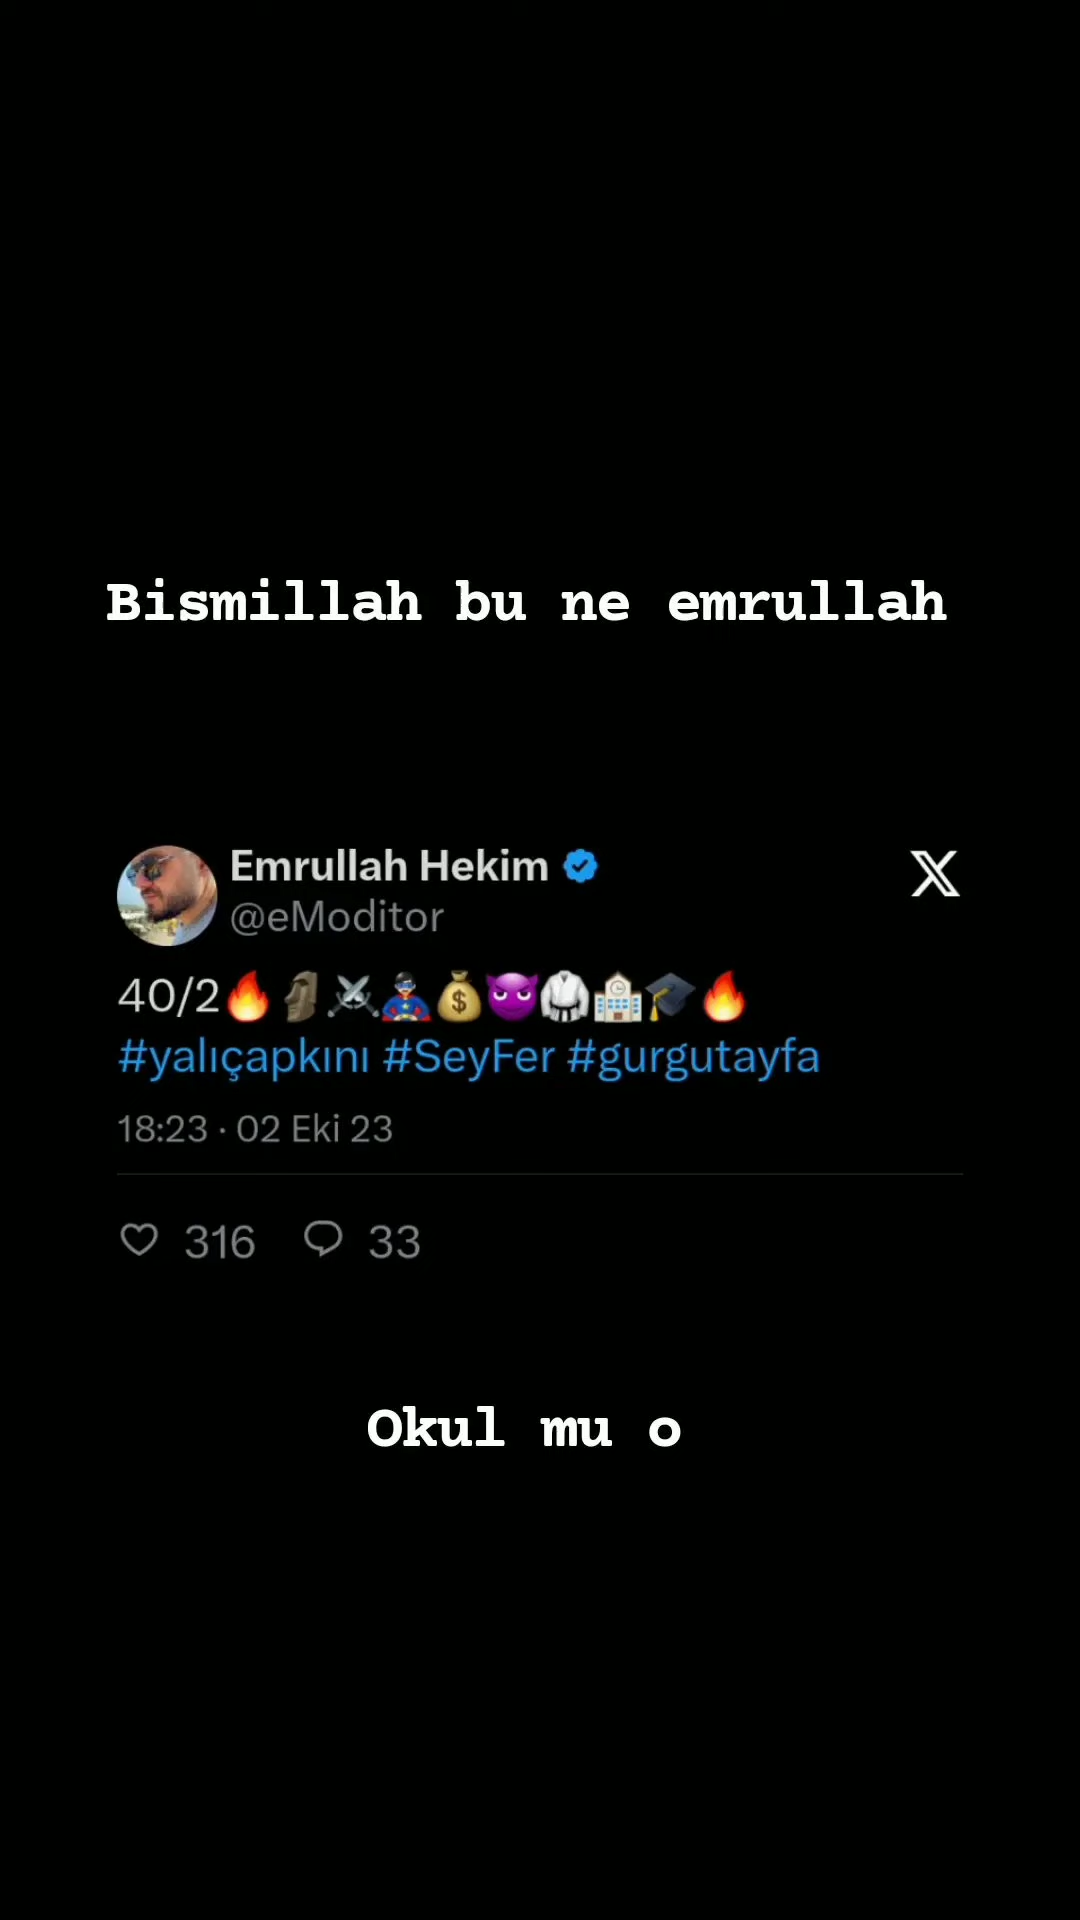 Bismillah bu ne emrullah
Emrullah Hekim
@eModitor
40/2🔥🗿⚔️🦸‍♂️💰😈🥋🏫🎓🔥
#yalıçapkını #SeyFer #gurgutayfa
18:23 · 02 Eki 23
316 33
Okul mu o